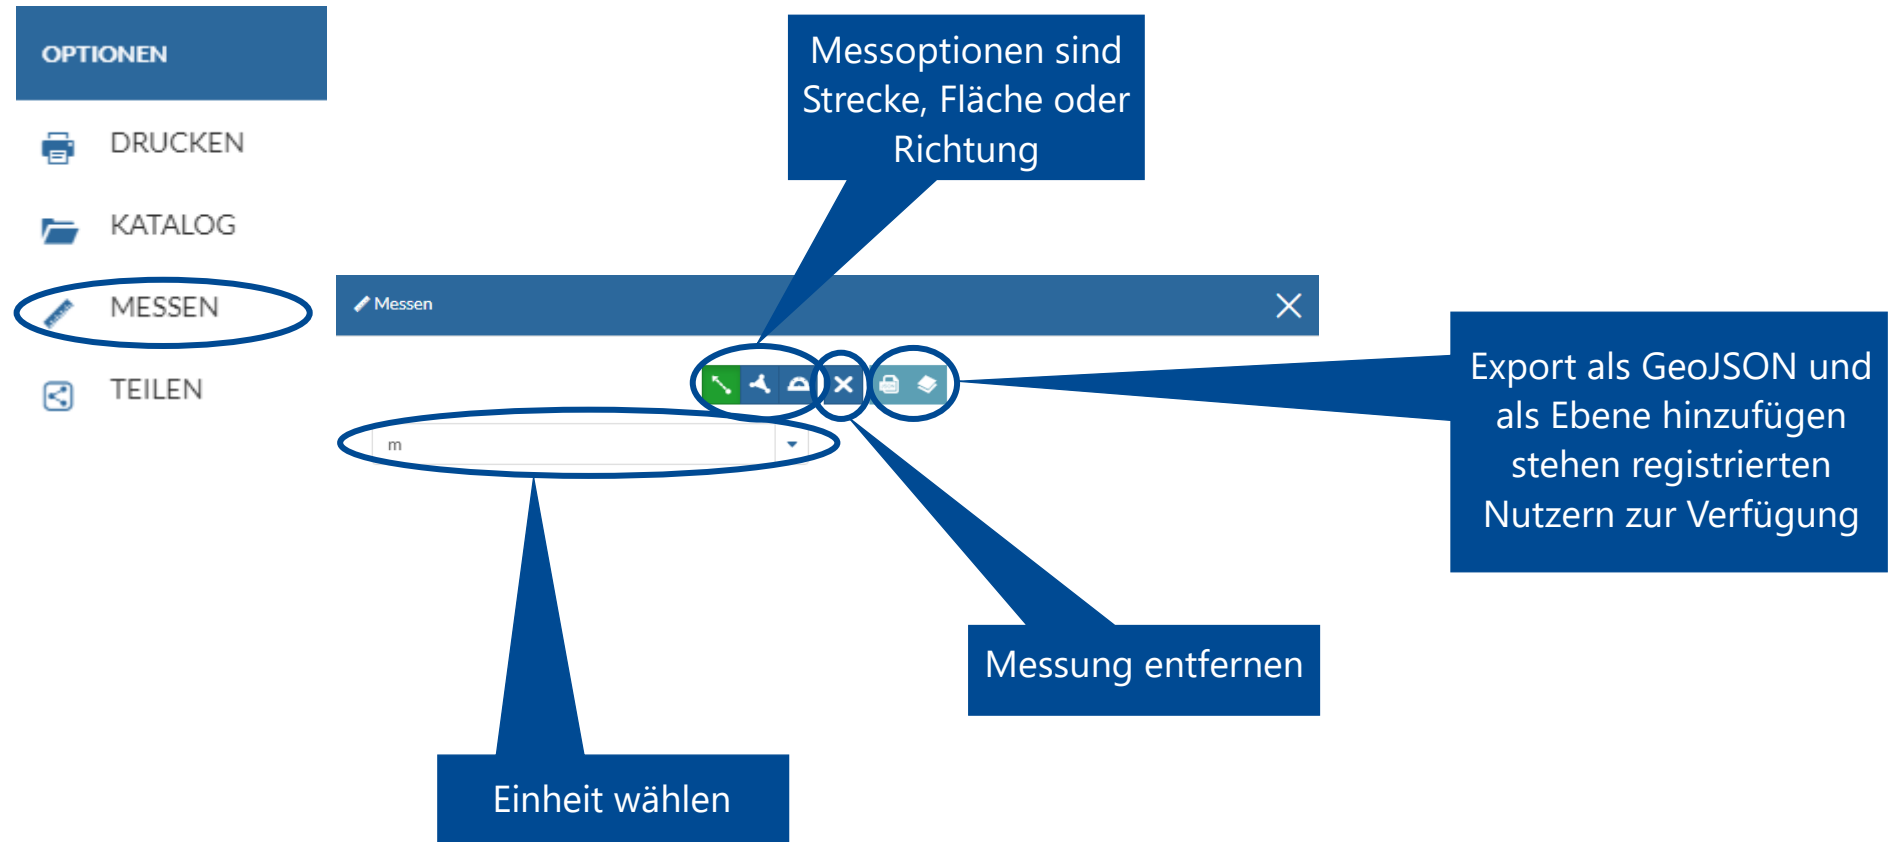 OPTIONEN
DRUCKEN
KATALOG
MESSEN
TEILEN
Messoptionen sind
Strecke, Fläche oder
Richtung
Messen
m
Export als GeoJSON und
als Ebene hinzufügen
stehen registrierten
Nutzern zur Verfügung
Messung entfernen
Einheit wählen